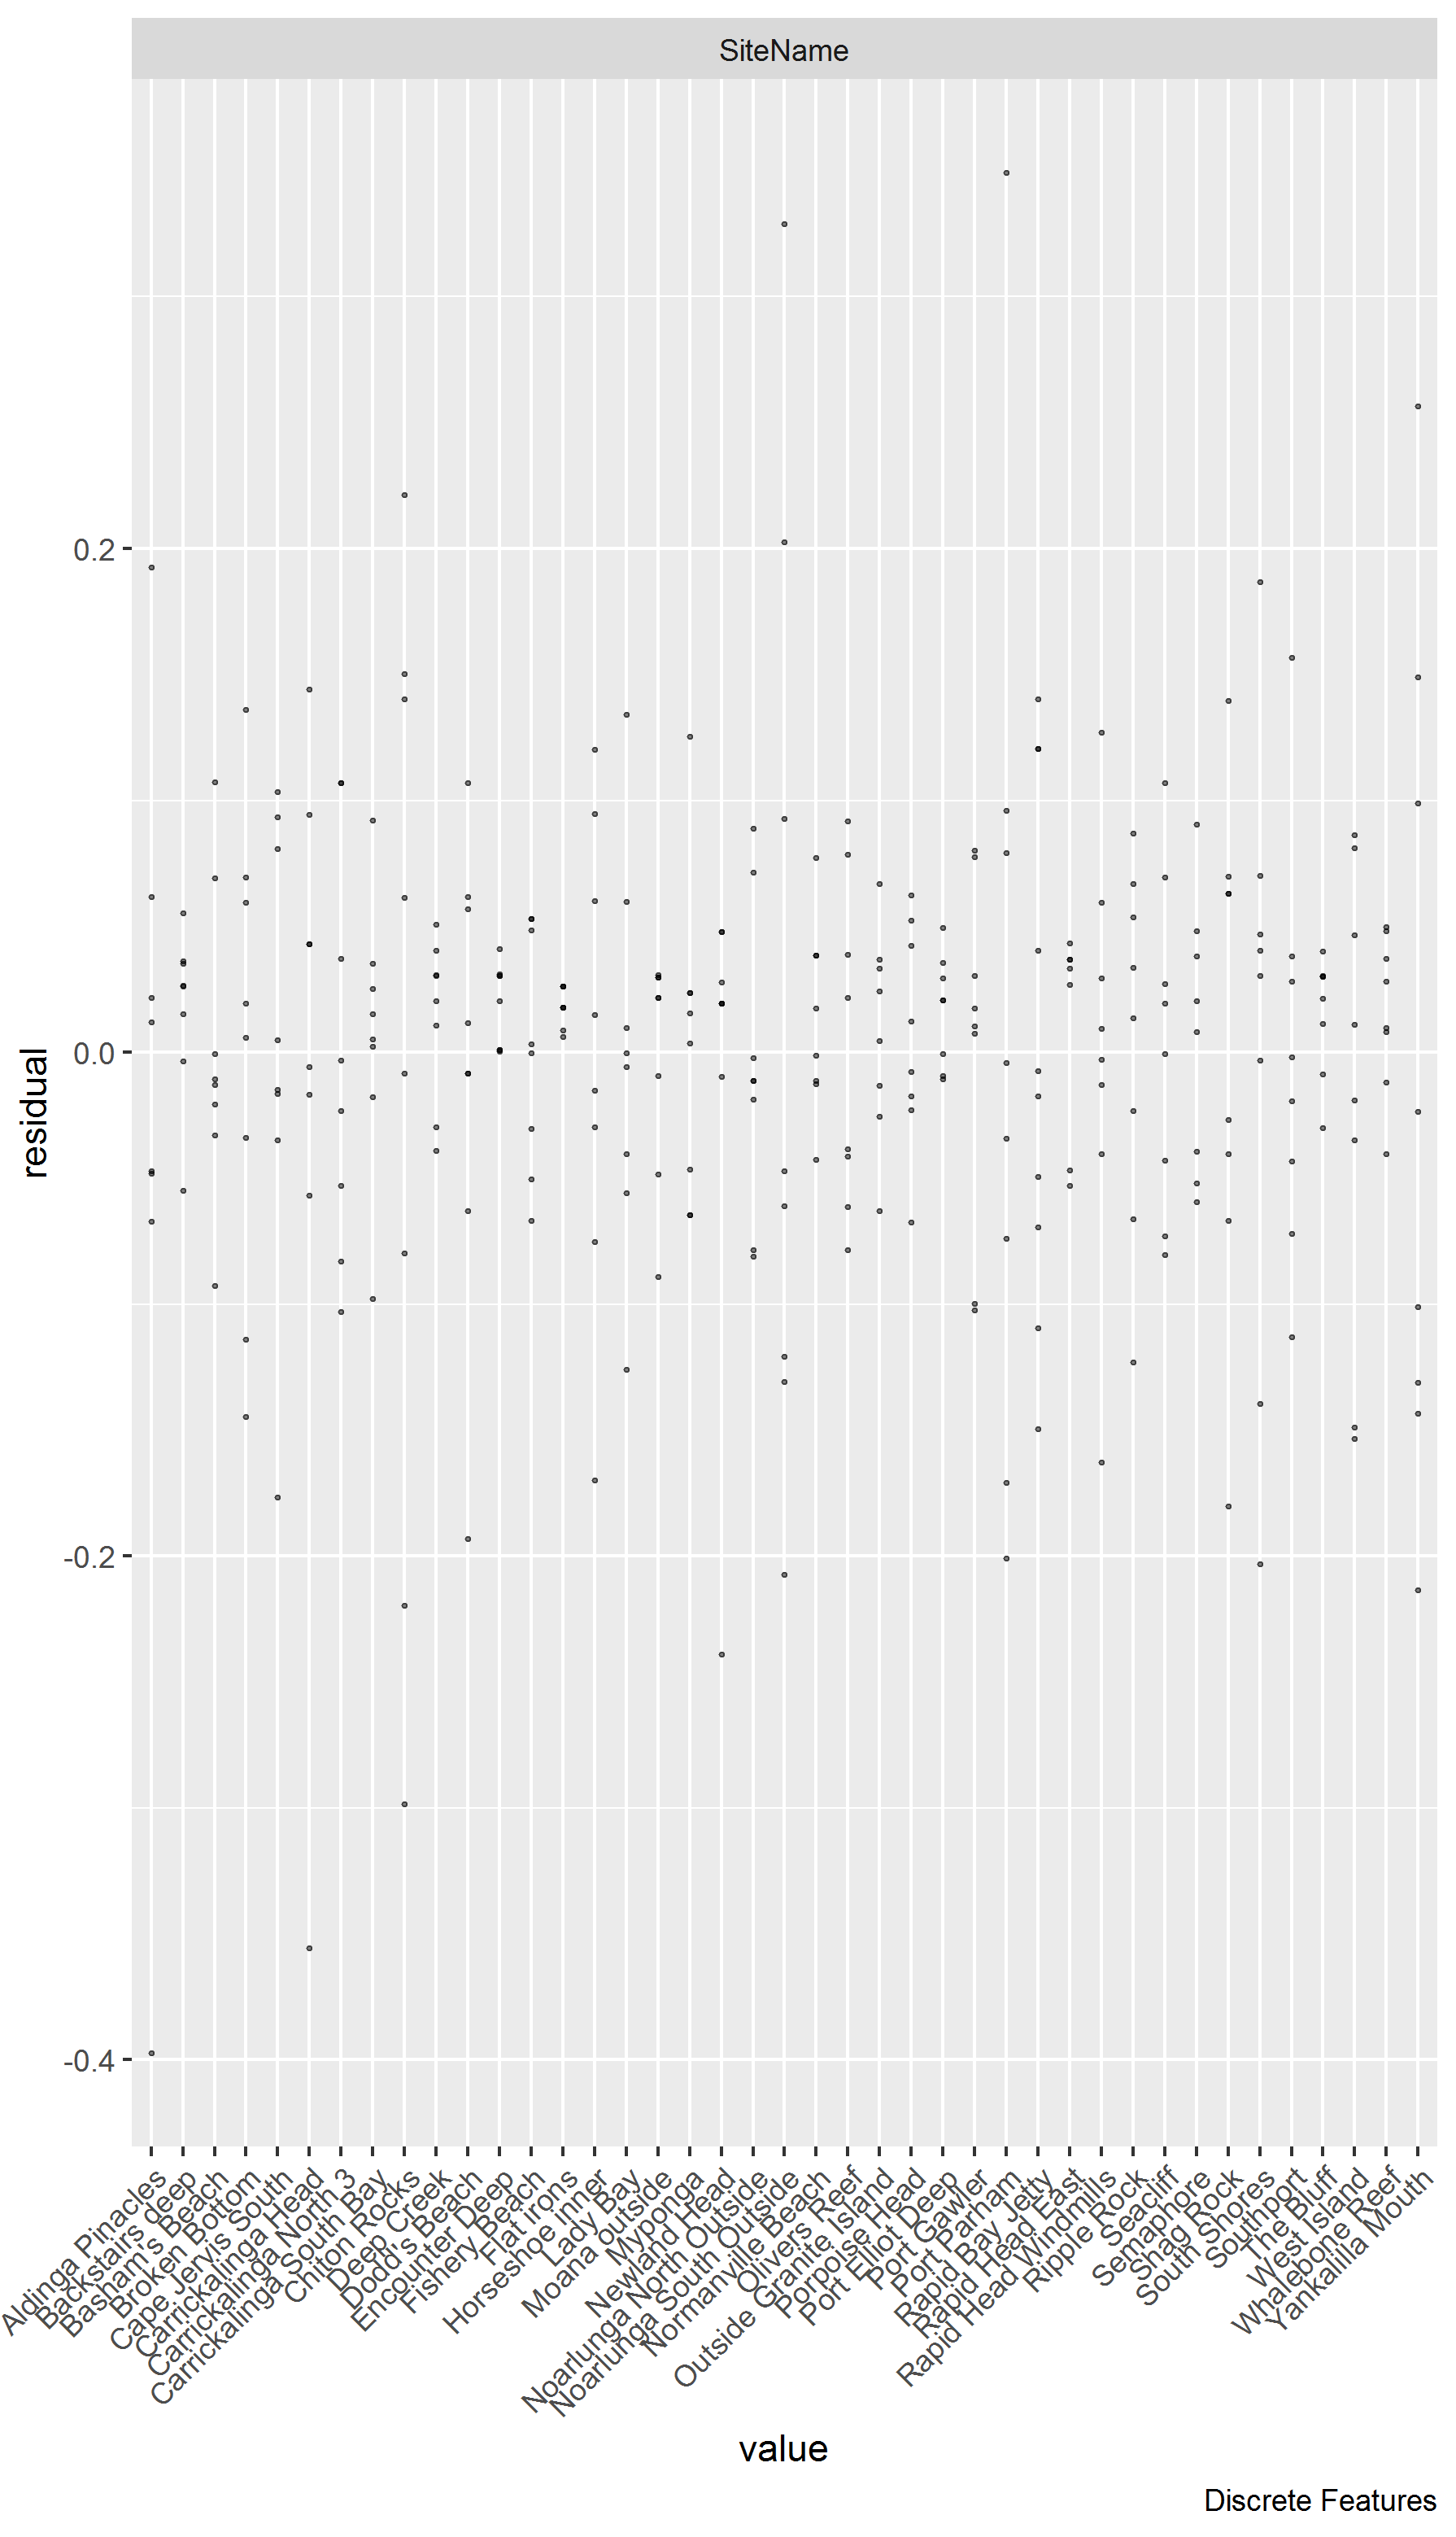 SiteName
0.2
0.0
-0.2
-0.4
residual
Aldinga Pinacles
Backstairs deep
Basham's Beach
Broken Bottom
Cape Jervis South
Carrickalinga Head
Carrickalinga North 3
Carrickalinga South Bay
Chiton Rocks
Deep Creek
Dodd's Beach
Encounter Deep
Fishery Beach
Flat irons
Horseshoe inner
Lady Bay
Moana outside
Myponga
Newland Head
Noarlunga North Outside
Noarlunga South Outside
Normanville Beach
Olivers Reef
Outside Granite Island
Porpoise Head
Port Elliot Deep
Port Gawler
Port Parham
Rapid Bay Jetty
Rapid Head East
Rapid Head Windmills
Ripple Rock
Seacliff
Semaphore
Shag Rock
South Shores
Southport
The Bluff
West Island
Whalebone Reef
Yankalilla Mouth
value
Discrete Features